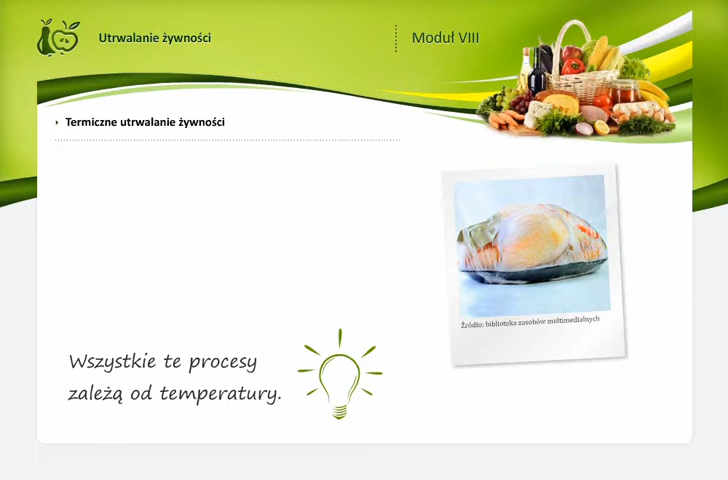 Utrwalanie żywności
Moduł VIII
Termiczne utrwalanie żywności
Źródło: biblioteka zasobów multimedialnych
Wszystkie te procesy
zależą od temperatury.